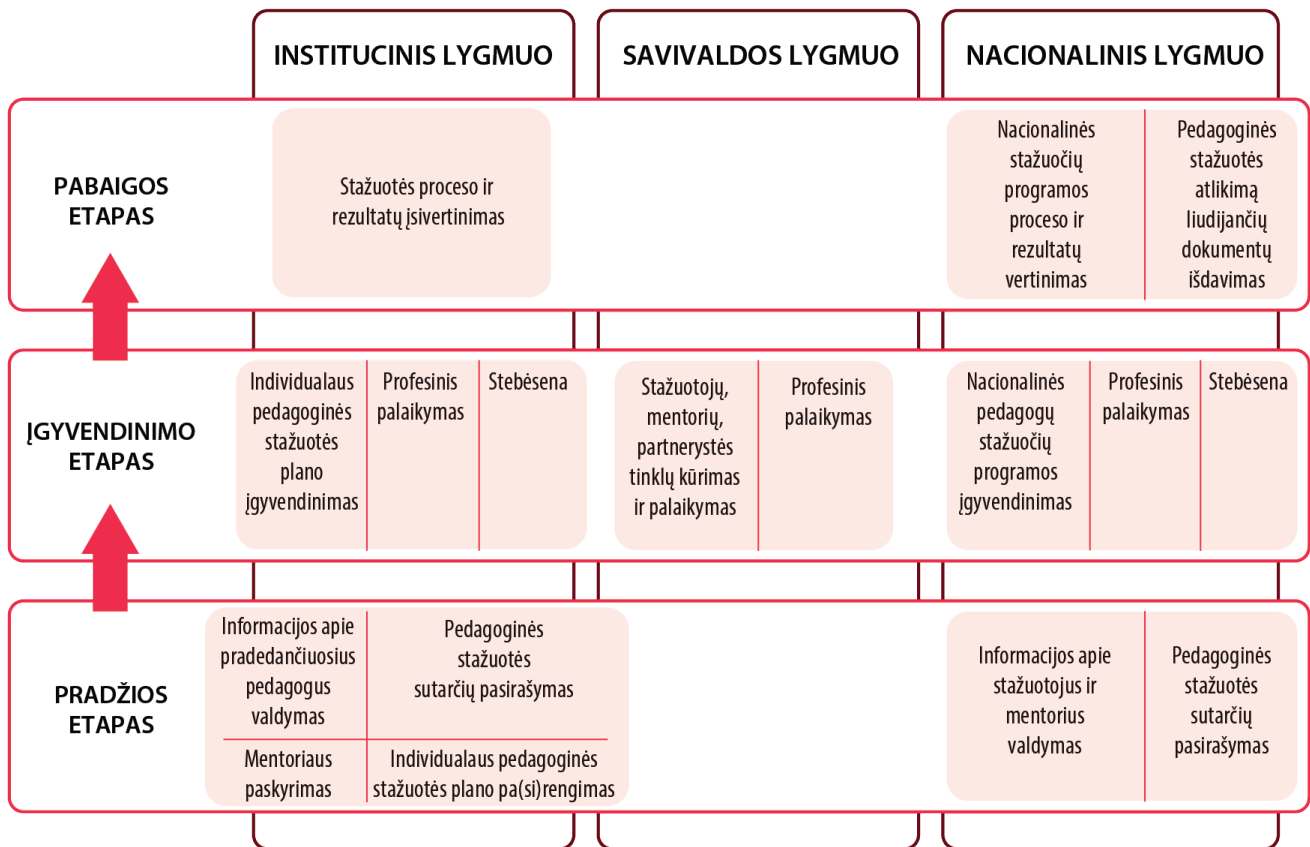 INSTITUCINIS LYGMUO
SAVIVALDOS LYGMUO
NACIONALINIS LYGMUO
PABAIGOS
ETAPAS
Stažuotės proceso ir
rezultatų įsivertinimas
Nacionalinės
stažuočių
programos
proceso ir
rezultatų
vertinimas
Pedagoginės
stažuotės
atlikimą
liudijančių
dokumentų
išdavimas
ĮGYVENDINIMO
ETAPAS
Individualaus
pedagoginės
stažuotės
plano
įgyvendinimas
Profesinis
palaikymas
Stebėsena
Stažuotojų,
mentorių,
partnerystės
tinklų kūrimas
ir palaikymas
Profesinis
palaikymas
Nacionalinės
pedagogų
stažuočių
programos
įgyvendinimas
Profesinis
palaikymas
Stebėsena
PRADŽIOS
ETAPAS
Informacijos apie
pradedančiuosius
pedagogus
valdymas
Pedagoginės
stažuotės
sutarčių pasirašymas
Mentoriaus
paskyrimas
Individualaus pedagoginės
stažuotės plano pa(si)rengimas
Informacijos apie
stažuotojus ir
mentorius
valdymas
Pedagoginės
stažuotės
sutarčių
pasirašymas